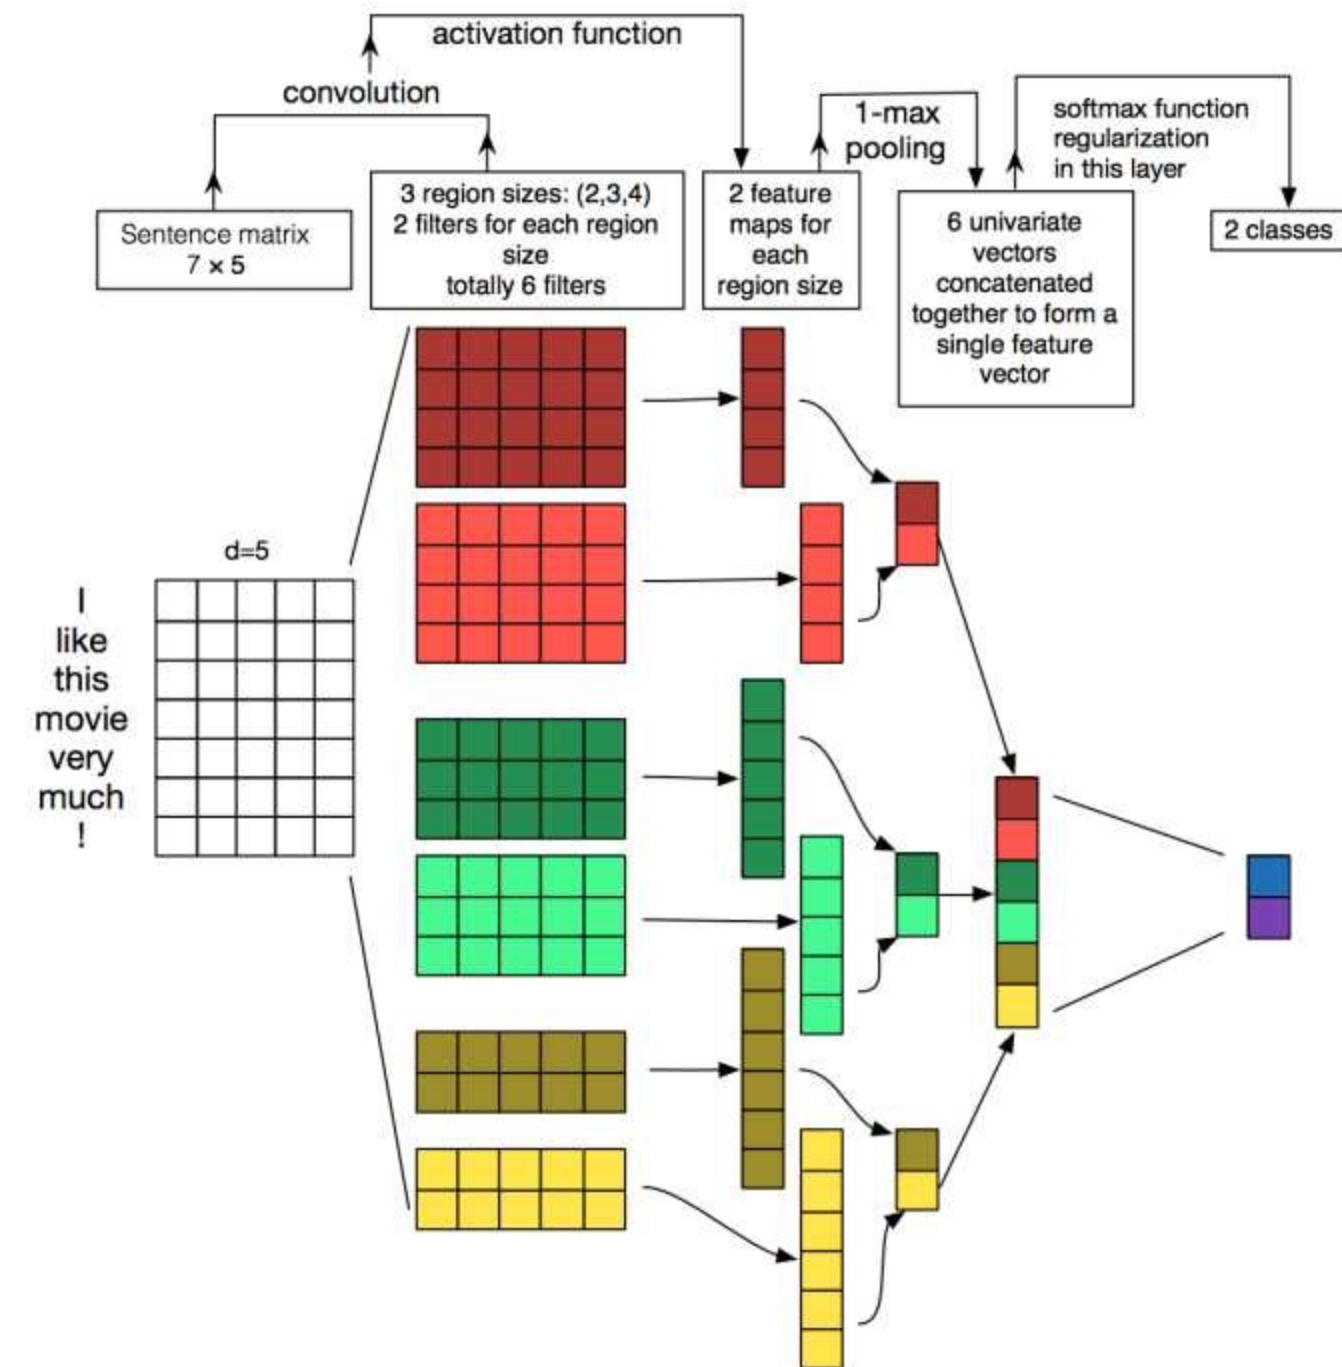 activation function
convolution
1-max
pooling
softmax function
regularization
in this layer
Sentence matrix
7 × 5
3 region sizes: (2,3,4)
2 filters for each region
size
totally 6 filters
2 feature
maps for
each
region size
6 univariate
vectors
concatenated
together to form a
single feature
vector
2 classes
d=5
I
like
this
movie
very
much
!